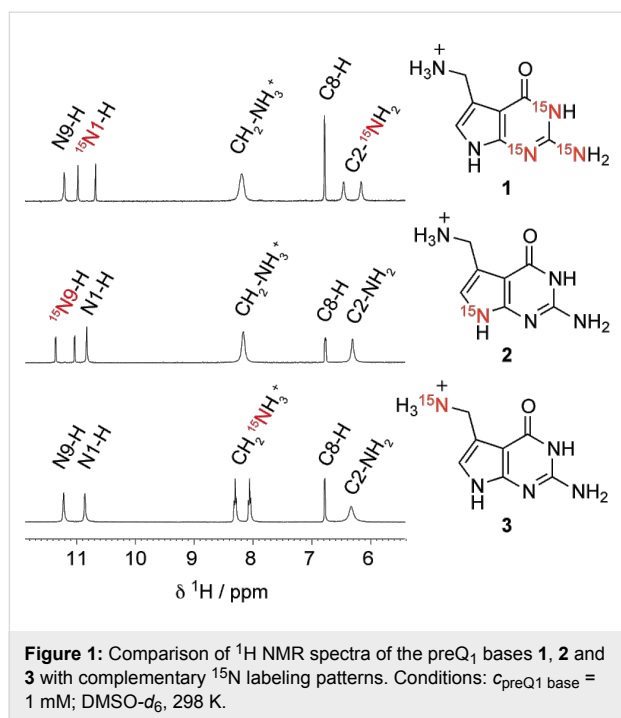 N9-H
¹⁵N1-H
CH₂-NH₃⁺
C8-H
C2-¹⁵NH₂
H₃N⁺
O
¹⁵NH
N
H
¹⁵N
¹⁵NH₂
1
¹⁵N9-H
N1-H
CH₂-NH₃⁺
C8-H
C2-NH₂
H₃N⁺
O
NH
¹⁵N
H
N
NH₂
2
N9-H
N1-H
CH₂¹⁵NH₃⁺
C8-H
C2-NH₂
H₃¹⁵N⁺
O
NH
N
H
N
NH₂
3
11 10 9 8 7 6
δ ¹H / ppm
Figure 1: Comparison of ¹H NMR spectra of the preQ₁ bases 1, 2 and
3 with complementary ¹⁵N labeling patterns. Conditions: c_preQ1 base =
1 mM; DMSO-d₆, 298 K.